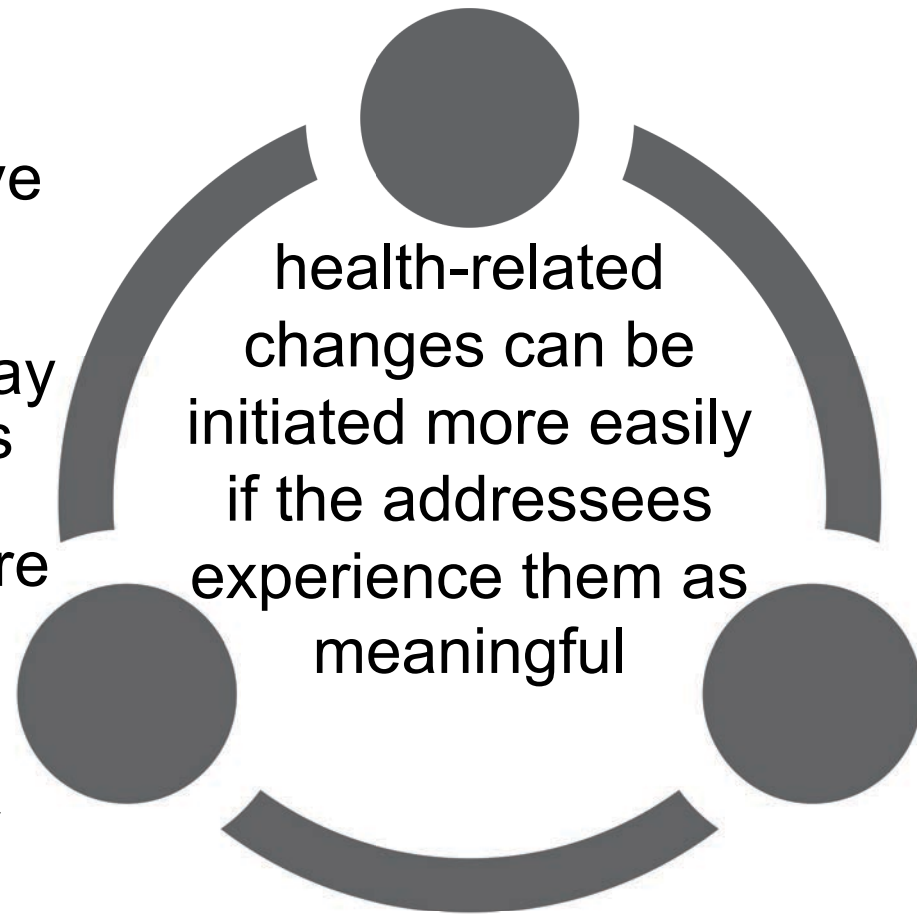 health-related
changes can be
initiated more easily
if the addressees
experience them as
meaningful